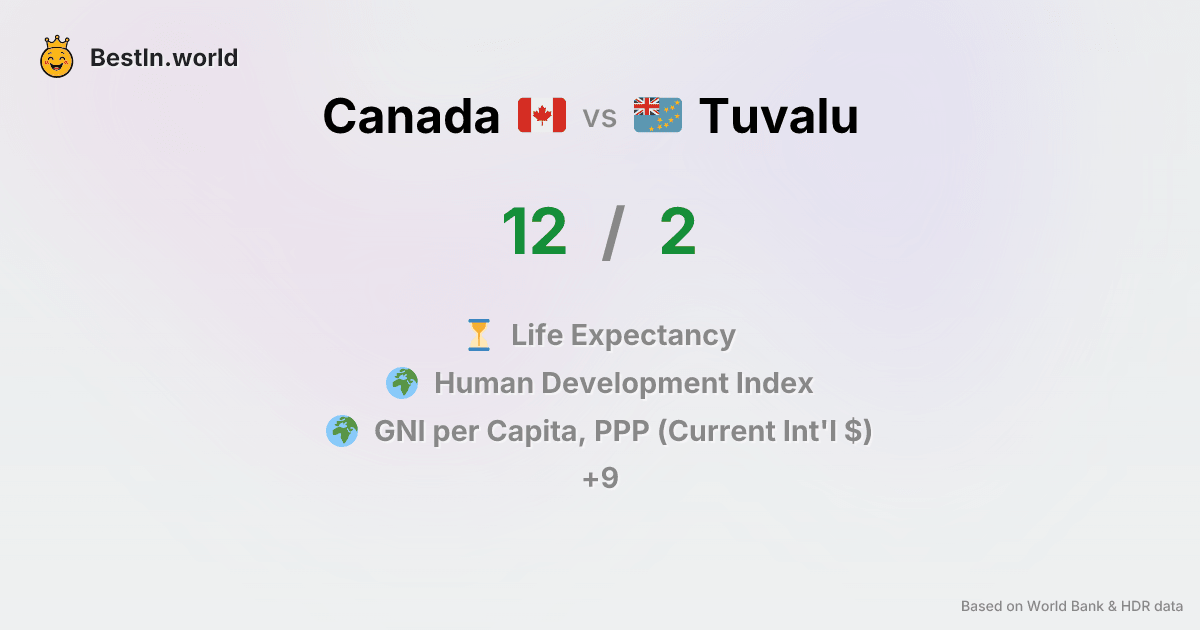 BestIn.world
Canada vs Tuvalu
12 / 2
Life Expectancy
Human Development Index
GNI per Capita, PPP (Current Int'l $)
+9
Based on World Bank & HDR data